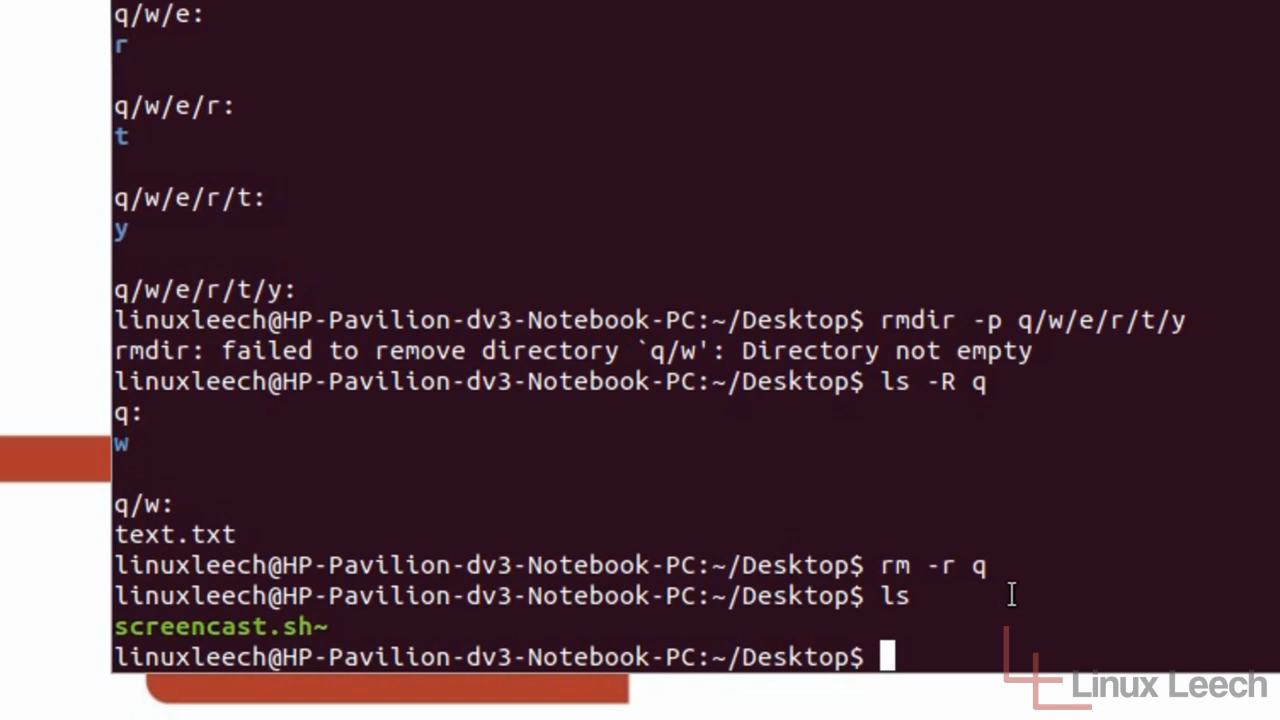 q/w/e:
r
q/w/e/r:
t
q/w/e/r/t:
y
q/w/e/r/t/y:
linuxleech@HP-Pavilion-dv3-Notebook-PC:~/Desktop$ rmdir -p q/w/e/r/t/y
rmdir: failed to remove directory `q/w': Directory not empty
linuxleech@HP-Pavilion-dv3-Notebook-PC:~/Desktop$ ls -R q
q:
w
q/w:
text.txt
linuxleech@HP-Pavilion-dv3-Notebook-PC:~/Desktop$ rm -r q
linuxleech@HP-Pavilion-dv3-Notebook-PC:~/Desktop$ ls
screencast.sh~
linuxleech@HP-Pavilion-dv3-Notebook-PC:~/Desktop$
Linux Leech